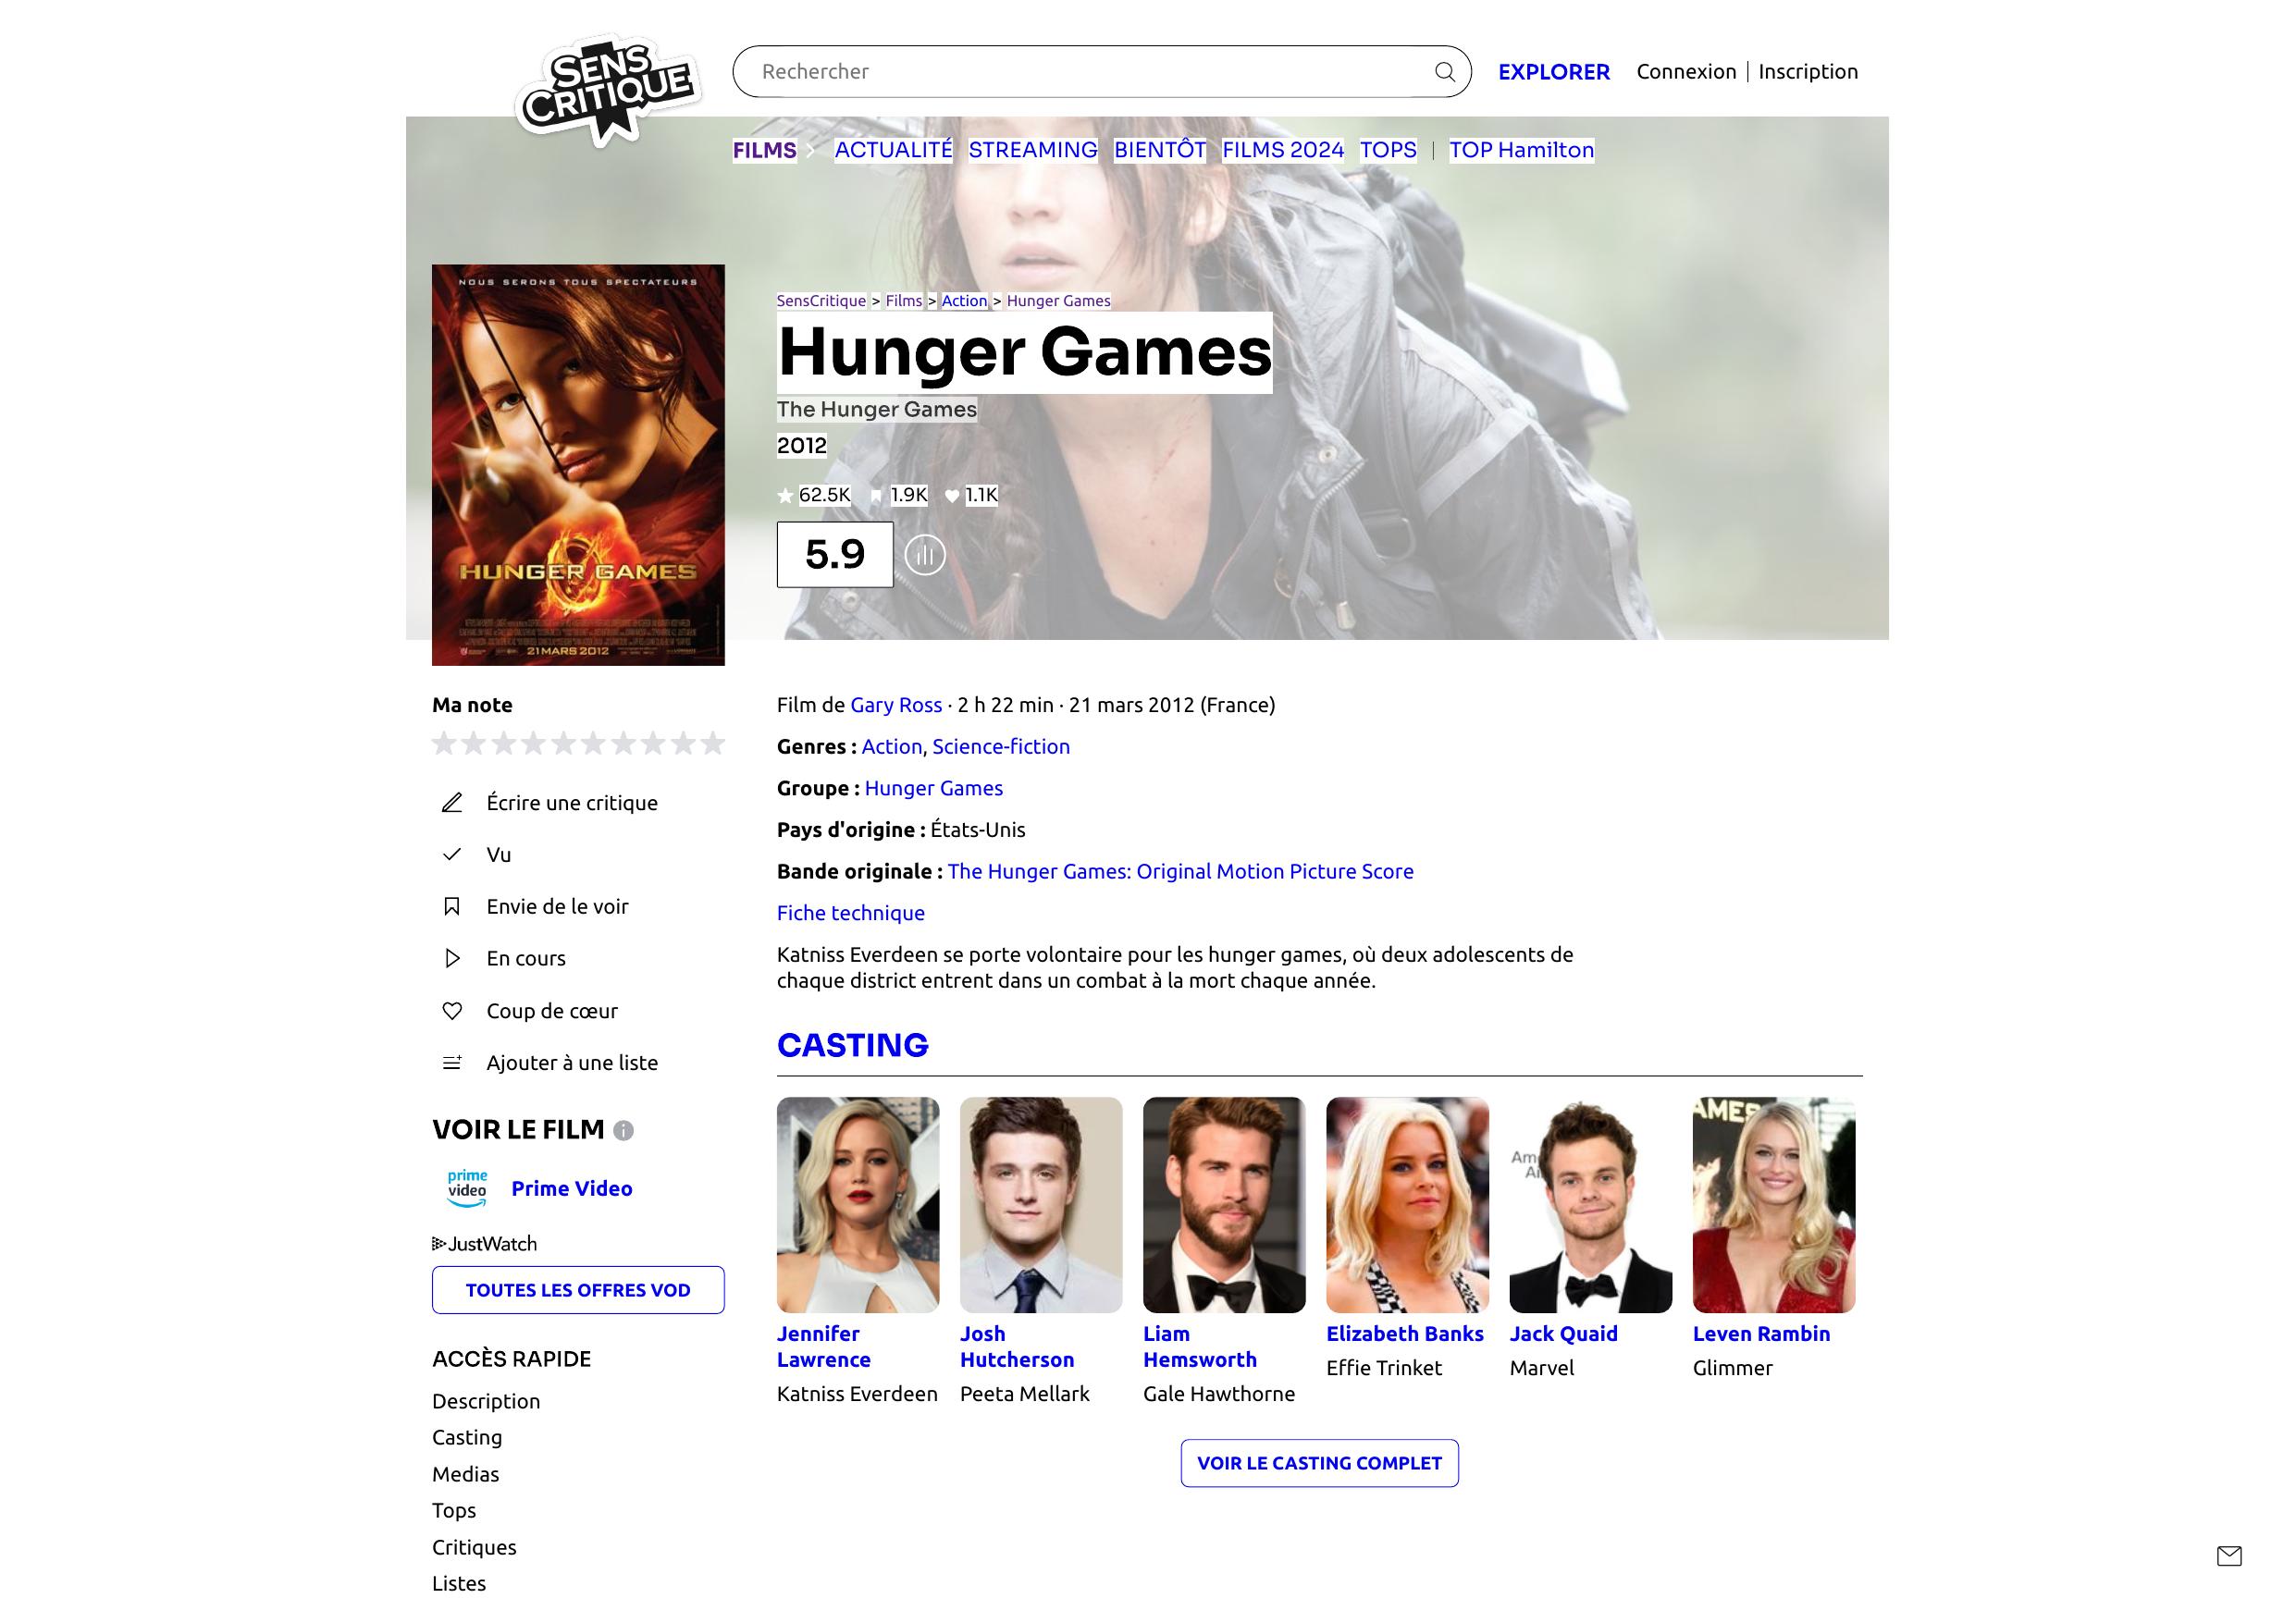 SENS
CRITIQUE
Rechercher
EXPLORER
Connexion | Inscription
FILMS
ACTUALITÉ
STREAMING
BIENTÔT
FILMS 2024
TOPS
TOP Hamilton
NOUS SERONS TOUS SPECTATEURS
HUNGER GAMES
21 MARS 2012
SensCritique > Films > Action > Hunger Games
Hunger Games
The Hunger Games
2012
62.5K
1.9K
1.1K
5.9
Ma note
Écrire une critique
Vu
Envie de le voir
En cours
Coup de cœur
Ajouter à une liste
VOIR LE FILM
prime
video
Prime Video
JustWatch
TOUTES LES OFFRES VOD
ACCÈS RAPIDE
Description
Casting
Medias
Tops
Critiques
Listes
Film de Gary Ross · 2 h 22 min · 21 mars 2012 (France)
Genres : Action, Science-fiction
Groupe : Hunger Games
Pays d'origine : États-Unis
Bande originale : The Hunger Games: Original Motion Picture Score
Fiche technique
Katniss Everdeen se porte volontaire pour les hunger games, où deux adolescents de
chaque district entrent dans un combat à la mort chaque année.
CASTING
Jennifer
Lawrence
Katniss Everdeen
Josh
Hutcherson
Peeta Mellark
Liam
Hemsworth
Gale Hawthorne
Elizabeth Banks
Effie Trinket
Jack Quaid
Marvel
AMES
Leven Rambin
Glimmer
VOIR LE CASTING COMPLET